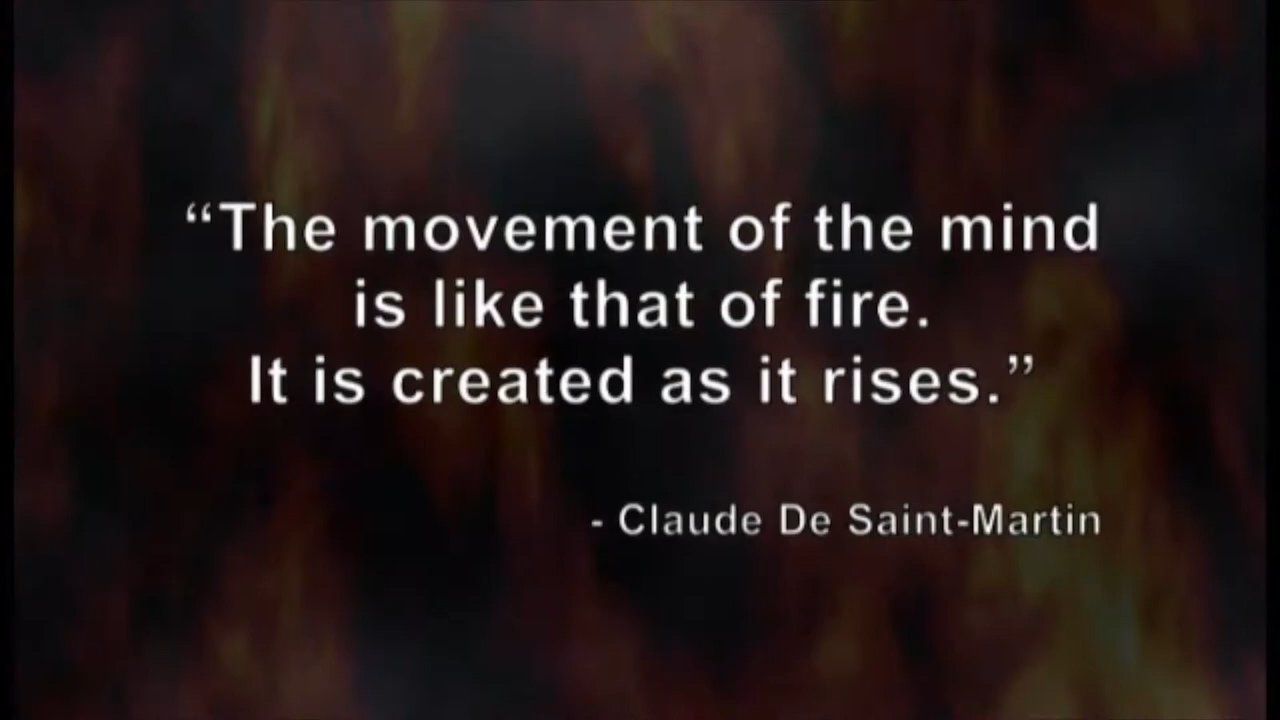 “The movement of the mind
is like that of fire.
It is created as it rises.”
- Claude De Saint-Martin